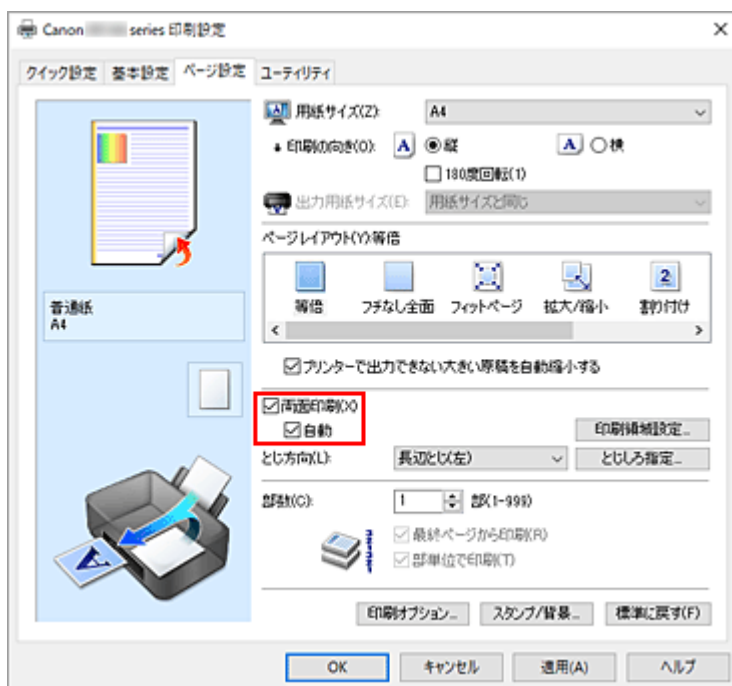 Canon series 印刷設定
クイック設定 基本設定 ページ設定 ユーティリティ
用紙サイズ(Z): A4
印刷の向き(O): A 縦 A 横
180度回転(1)
出力用紙サイズ(E): 用紙サイズと同じ
ページレイアウト(Y):等倍
等倍 フチなし全面 フィットページ 拡大/縮小 2 割り付け
普通紙
A4
プリンターで出力できない大きい原稿を自動縮小する
両面印刷(X)
自動
印刷領域設定...
とじ方向(L): 長辺とじ(左) とじしろ指定...
部数(C): 1 部(1-999)
最終ページから印刷(R)
部単位で印刷(T)
A
印刷オプション... スタンプ/背景... 標準に戻す(F)
OK キャンセル 適用(A) ヘルプ